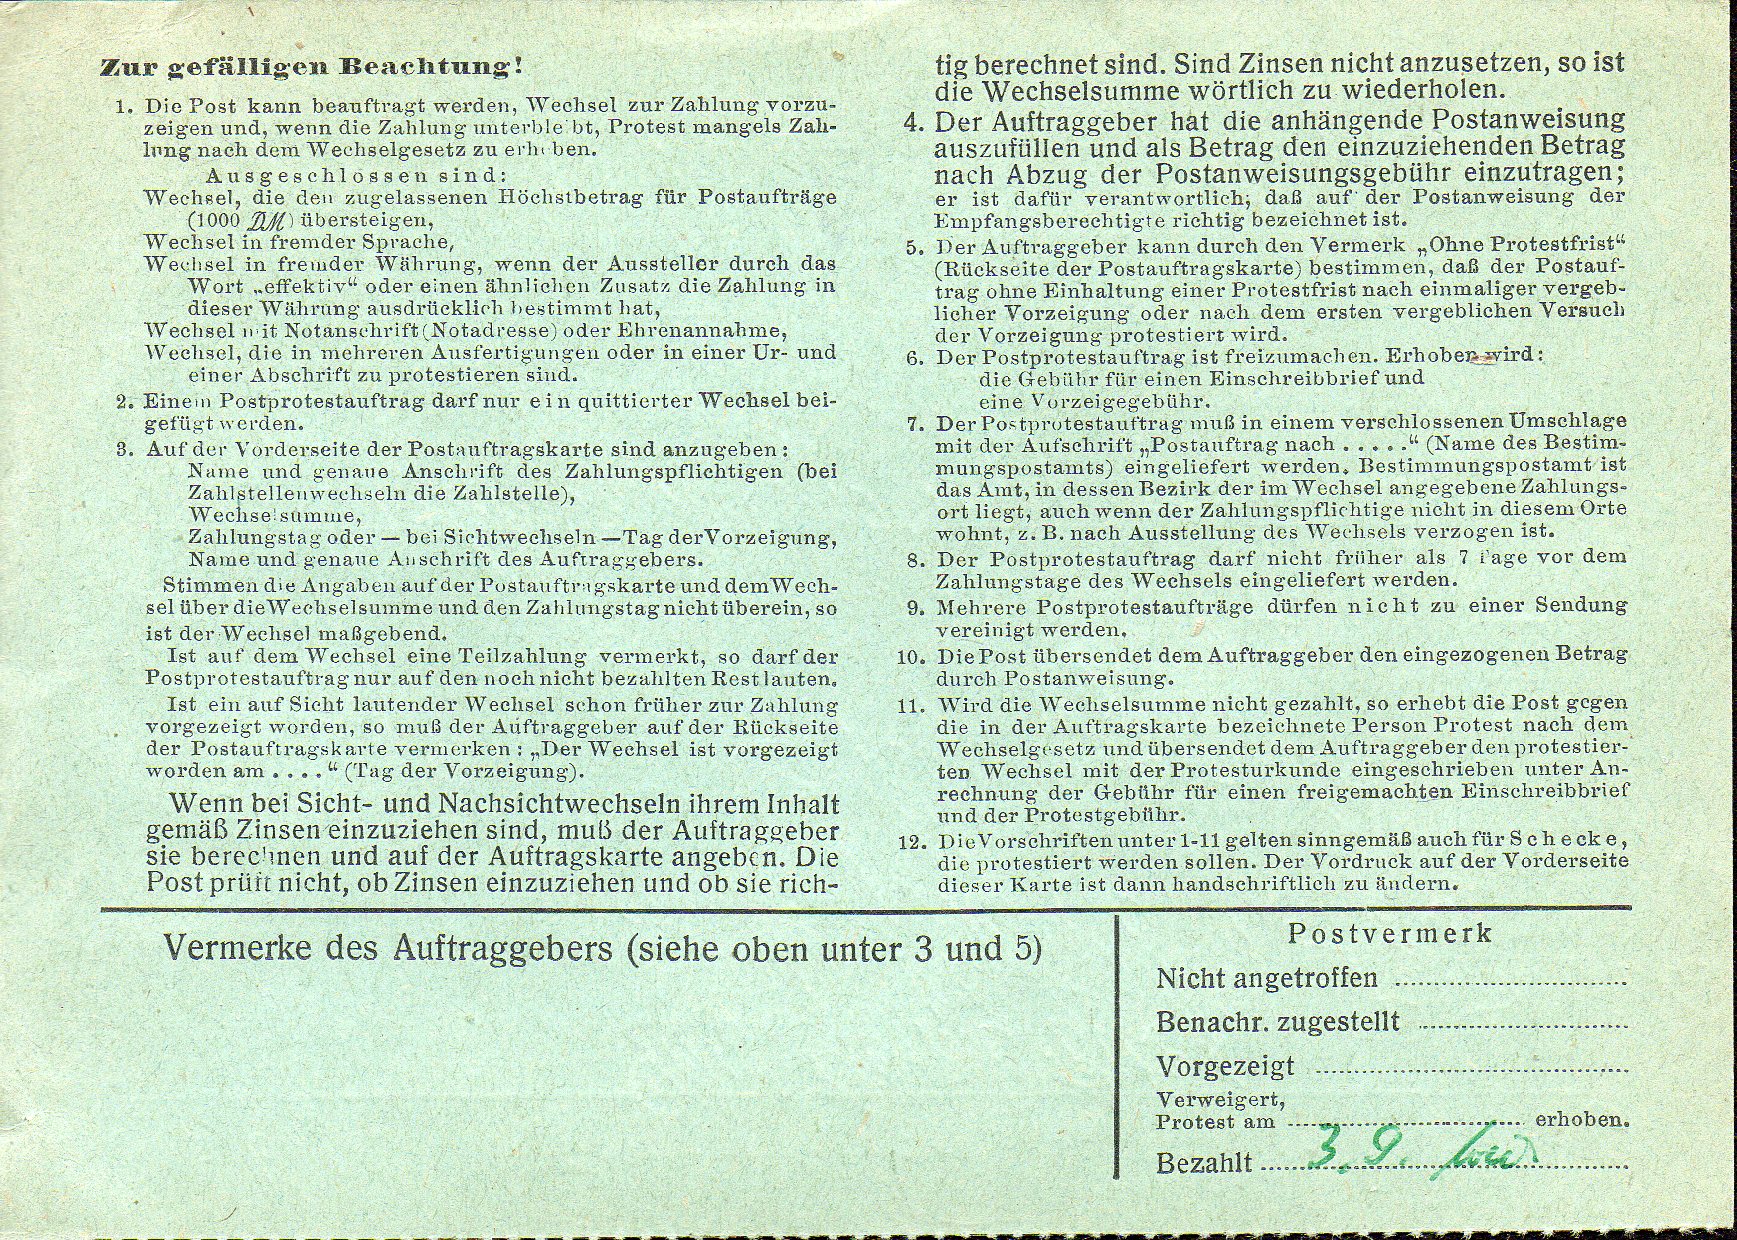 Zur gefälligen Beachtung!
1. Die Post kann beauftragt werden, Wechsel zur Zahlung vorzu-
zeigen und, wenn die Zahlung unterbleibt, Protest mangels Zah-
lung nach dem Wechselgesetz zu erheben.
Ausgeschlossen sind:
Wechsel, die den zugelassenen Höchstbetrag für Postaufträge
(1000 DM) übersteigen,
Wechsel in fremder Sprache,
Wechsel in fremder Währung, wenn der Aussteller durch das
Wort „effektiv“ oder einen ähnlichen Zusatz die Zahlung in
dieser Währung ausdrücklich bestimmt hat,
Wechsel mit Notanschrift (Notadresse) oder Ehrenannahme,
Wechsel, die in mehreren Ausfertigungen oder in einer Ur- und
einer Abschrift zu protestieren sind.
2. Einem Postprotestauftrag darf nur ein quittierter Wechsel bei-
gefügt werden.
3. Auf der Vorderseite der Postauftragskarte sind anzugeben:
Name und genaue Anschrift des Zahlungspflichtigen (bei
Zahlstellenwechseln die Zahlstelle),
Wechselsumme,
Zahlungstag oder — bei Sichtwechseln — Tag der Vorzeigung,
Name und genaue Anschrift des Auftraggebers.
Stimmen die Angaben auf der Postauftragskarte und dem Wech-
sel über die Wechselsumme und den Zahlungstag nicht überein, so
ist der Wechsel maßgebend.
Ist auf dem Wechsel eine Teilzahlung vermerkt, so darf der
Postprotestauftrag nur auf den noch nicht bezahlten Rest lauten.
Ist ein auf Sicht lautender Wechsel schon früher zur Zahlung
vorgezeigt worden, so muß der Auftraggeber auf der Rückseite
der Postauftragskarte vermerken: „Der Wechsel ist vorgezeigt
worden am ....“ (Tag der Vorzeigung).
Wenn bei Sicht- und Nachsichtwechseln ihrem Inhalt
gemäß Zinsen einzuziehen sind, muß der Auftraggeber
sie berechnen und auf der Auftragskarte angeben. Die
Post prüft nicht, ob Zinsen einzuziehen und ob sie rich-
tig berechnet sind. Sind Zinsen nicht anzusetzen, so ist
die Wechselsumme wörtlich zu wiederholen.
4. Der Auftraggeber hat die anhängende Postanweisung
auszufüllen und als Betrag den einzuziehenden Betrag
nach Abzug der Postanweisungsgebühr einzutragen;
er ist dafür verantwortlich, daß auf der Postanweisung der
Empfangsberechtigte richtig bezeichnet ist.
5. Der Auftraggeber kann durch den Vermerk „Ohne Protestfrist“
(Rückseite der Postauftragskarte) bestimmen, daß der Postauf-
trag ohne Einhaltung einer Protestfrist nach einmaliger vergeb-
licher Vorzeigung oder nach dem ersten vergeblichen Versuch
der Vorzeigung protestiert wird.
6. Der Postprotestauftrag ist freizumachen. Erhoben wird:
die Gebühr für einen Einschreibbrief und
eine Vorzeigegebühr.
7. Der Postprotestauftrag muß in einem verschlossenen Umschlage
mit der Aufschrift „Postauftrag nach .....“ (Name des Bestim-
mungspostamts) eingeliefert werden. Bestimmungspostamt ist
das Amt, in dessen Bezirk der im Wechsel angegebene Zahlungs-
ort liegt, auch wenn der Zahlungspflichtige nicht in diesem Orte
wohnt, z. B. nach Ausstellung des Wechsels verzogen ist.
8. Der Postprotestauftrag darf nicht früher als 7 Tage vor dem
Zahlungstage des Wechsels eingeliefert werden.
9. Mehrere Postprotestaufträge dürfen nicht zu einer Sendung
vereinigt werden.
10. Die Post übersendet dem Auftraggeber den eingezogenen Betrag
durch Postanweisung.
11. Wird die Wechselsumme nicht gezahlt, so erhebt die Post gegen
die in der Auftragskarte bezeichnete Person Protest nach dem
Wechselgesetz und übersendet dem Auftraggeber den protestier-
ten Wechsel mit der Protesturkunde eingeschrieben unter An-
rechnung der Gebühr für einen freigemachten Einschreibbrief
und der Protestgebühr.
12. Die Vorschriften unter 1-11 gelten sinngemäß auch für Schecke,
die protestiert werden sollen. Der Vordruck auf der Vorderseite
dieser Karte ist dann handschriftlich zu ändern.
Vermerke des Auftraggebers (siehe oben unter 3 und 5)
Postvermerk
Nicht angetroffen
Benachr. zugestellt
Vorgezeigt
Verweigert,
Protest am ........ erhoben.
Bezahlt 3. 9.